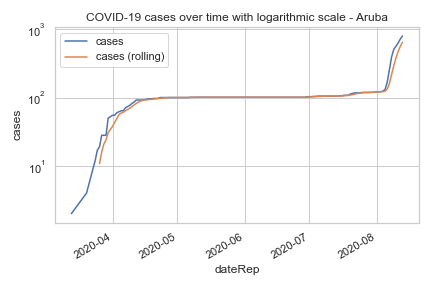 COVID-19 cases over time with logarithmic scale - Aruba
cases
cases (rolling)
10³
10²
10¹
cases
2020-04
2020-05
2020-06
2020-07
2020-08
dateRep